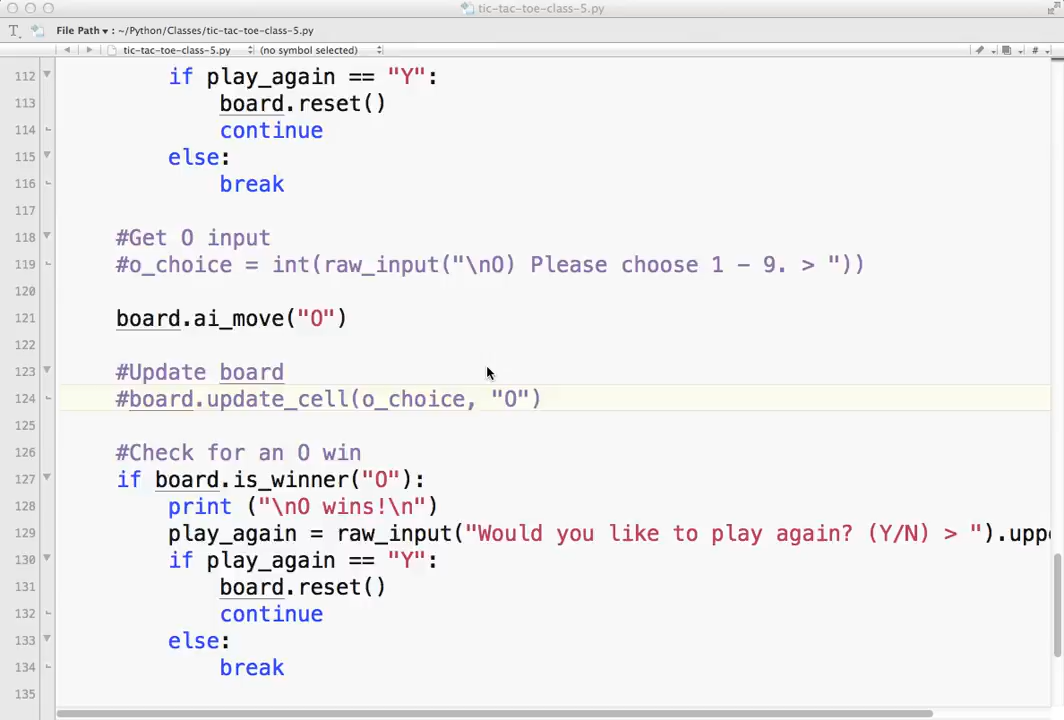 tic-tac-toe-class-5.py
File Path ▾ : ~/Python/Classes/tic-tac-toe-class-5.py
tic-tac-toe-class-5.py (no symbol selected) #
112 if play_again == "Y":
113 board.reset()
114 continue
115 else:
116 break
117
118 #Get O input
119 #o_choice = int(raw_input("\nO) Please choose 1 - 9. > "))
120
121 board.ai_move("O")
122
123 #Update board
124 #board.update_cell(o_choice, "O")
125
126 #Check for an O win
127 if board.is_winner("O"):
128 print ("\nO wins!\n")
129 play_again = raw_input("Would you like to play again? (Y/N) > ").uppe
130 if play_again == "Y":
131 board.reset()
132 continue
133 else:
134 break
135